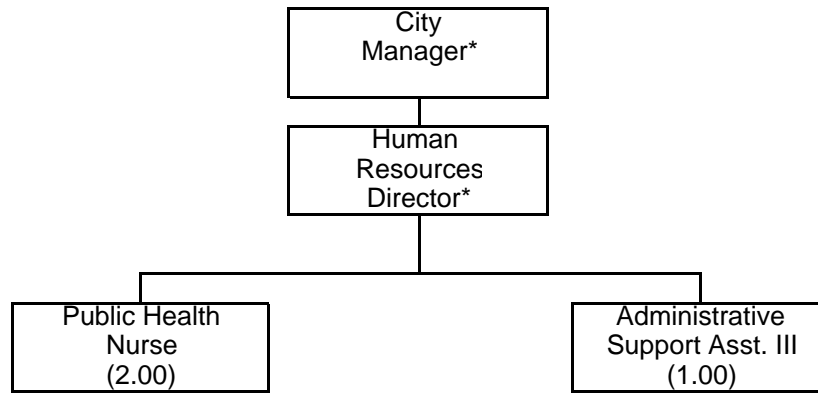 City
Manager*
Human
Resources
Director*
Public Health
Nurse
(2.00)
Administrative
Support Asst. III
(1.00)